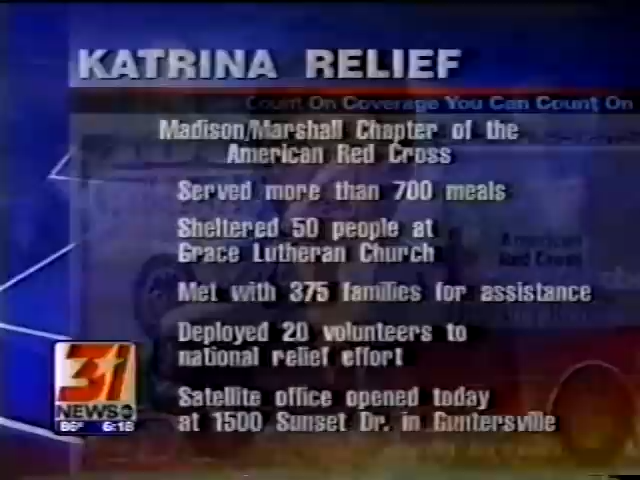 KATRINA RELIEF
Count On Coverage You Can Count On
Madison/Marshall Chapter of the
American Red Cross
Served more than 700 meals
Sheltered 50 people at
Grace Lutheran Church
American
Red Cross
Met with 375 families for assistance
Deployed 20 volunteers to
national relief effort
31
NEWS
86° 6:18
Satellite office opened today
at 1500 Sunset Dr. in Guntersville